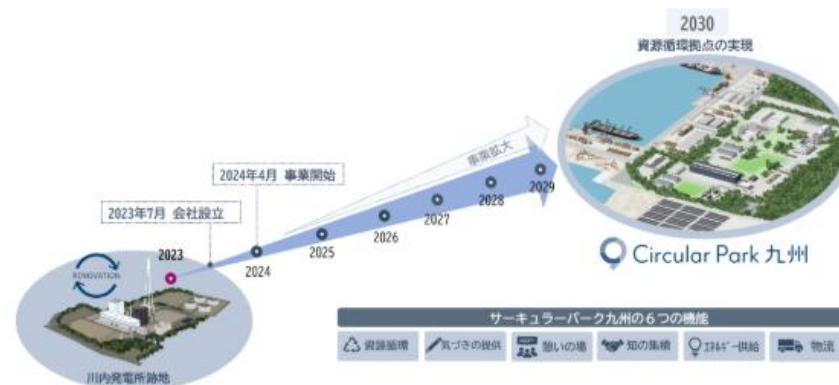 2030
資源循環拠点の実現
事業拡大
2024年4月 事業開始
2023年7月 会社設立
2023
2024
2025
2026
2027
2028
2029
RENOVATION
川内発電所跡地
Circular Park 九州
サーキュラーパーク九州の6つの機能
資源循環
気づきの提供
憩いの場
知の集積
エネルギー供給
物流